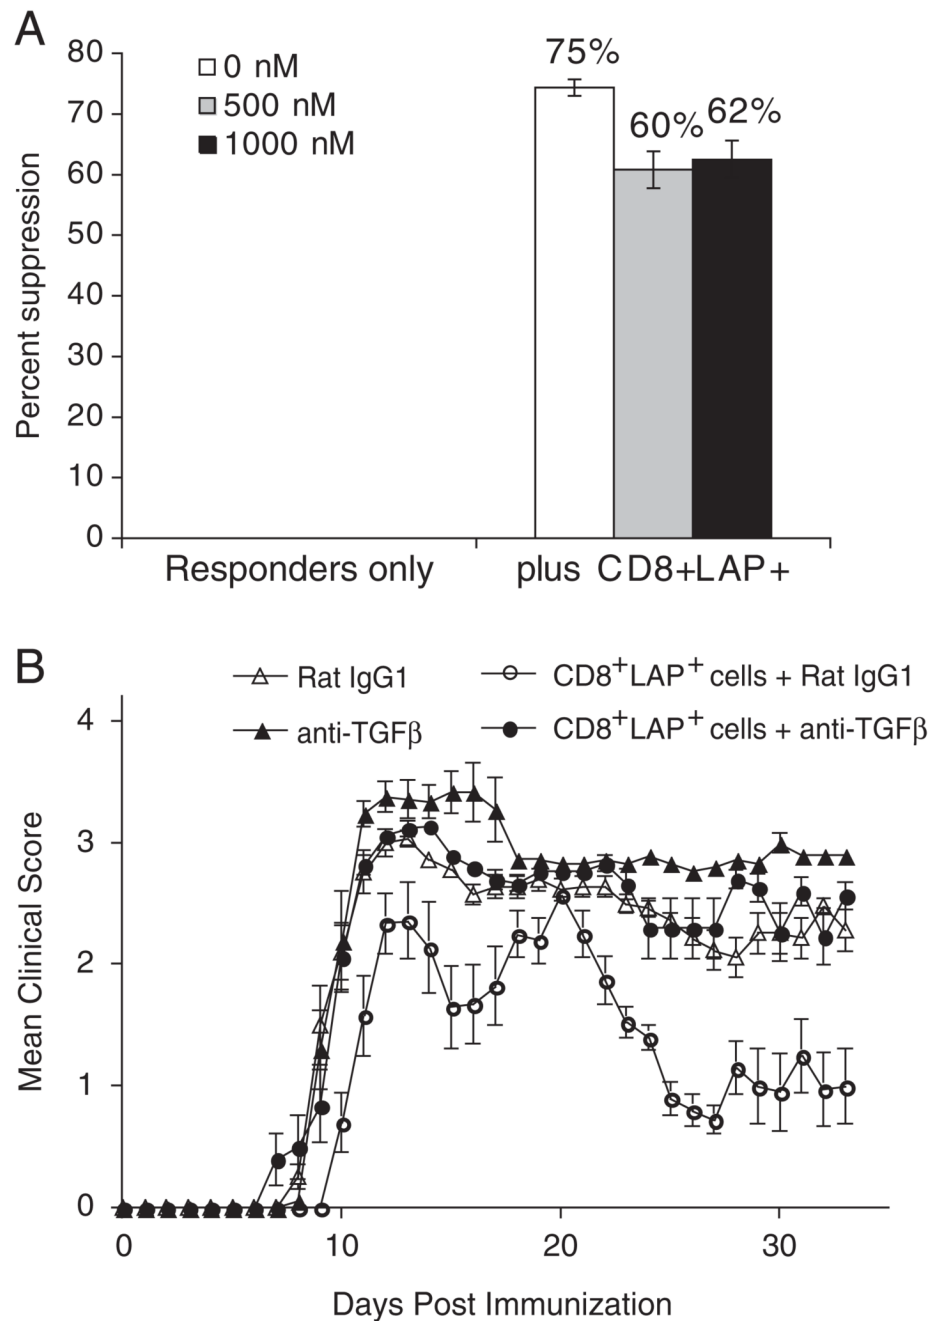 A
80
70
60
50
40
30
20
10
0
Percent suppression
0 nM
500 nM
1000 nM
75%
60%
62%
Responders only
plus CD8+LAP+
B
Rat IgG1
anti-TGFβ
CD8⁺LAP⁺ cells + Rat IgG1
CD8⁺LAP⁺ cells + anti-TGFβ
4
3
2
1
0
Mean Clinical Score
0 10 20 30
Days Post Immunization